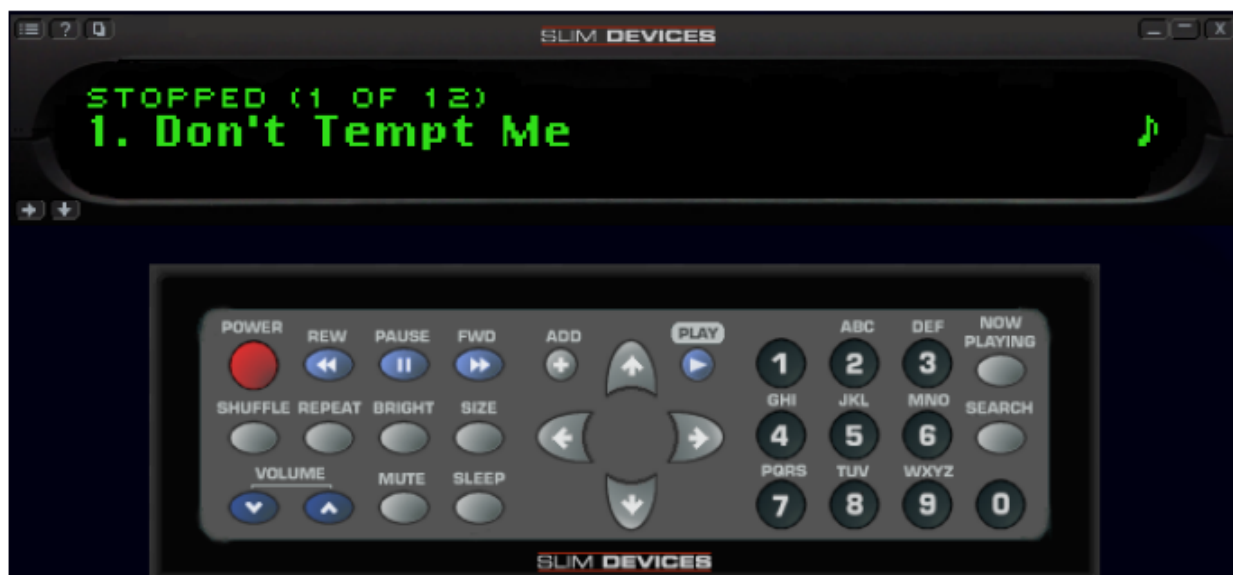 ?
SLIM DEVICES
X
STOPPED (1 OF 12)
1. Don't Tempt Me
POWER REW PAUSE FWD ADD PLAY ABC DEF NOW PLAYING
1 2 3
SHUFFLE REPEAT BRIGHT SIZE GHI JKL MNO SEARCH
4 5 6
VOLUME MUTE SLEEP PQRS TUV WXYZ
7 8 9 0
SLIM DEVICES